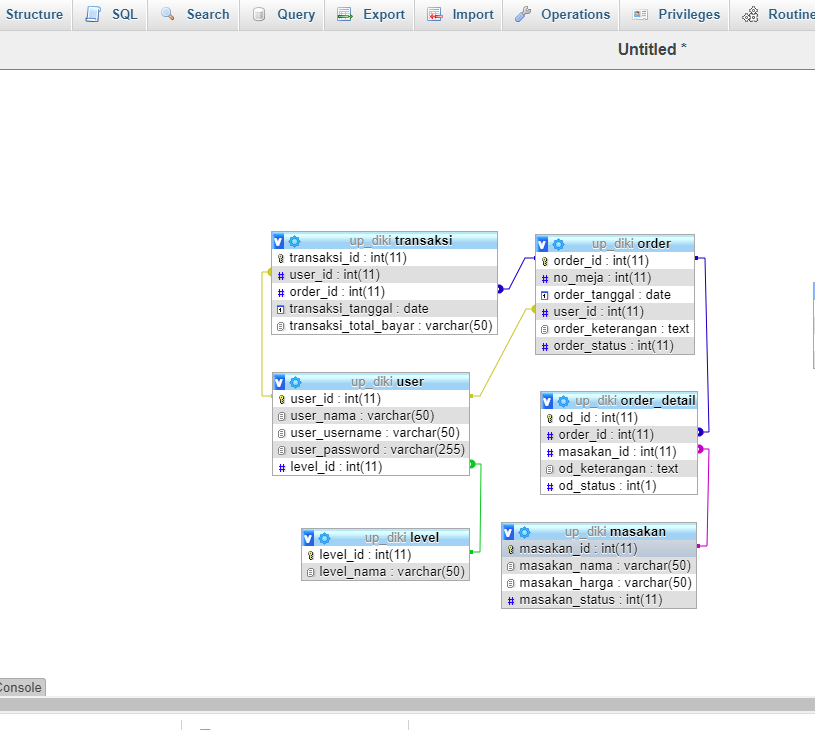 Structure SQL Search Query Export Import Operations Privileges Routine
Untitled *
up_diki transaksi
transaksi_id : int(11)
user_id : int(11)
order_id : int(11)
transaksi_tanggal : date
transaksi_total_bayar : varchar(50)
up_diki order
order_id : int(11)
no_meja : int(11)
order_tanggal : date
user_id : int(11)
order_keterangan : text
order_status : int(11)
up_diki user
user_id : int(11)
user_nama : varchar(50)
user_username : varchar(50)
user_password : varchar(255)
level_id : int(11)
up_diki order_detail
od_id : int(11)
order_id : int(11)
masakan_id : int(11)
od_keterangan : text
od_status : int(1)
up_diki level
level_id : int(11)
level_nama : varchar(50)
up_diki masakan
masakan_id : int(11)
masakan_nama : varchar(50)
masakan_harga : varchar(50)
masakan_status : int(11)
Console